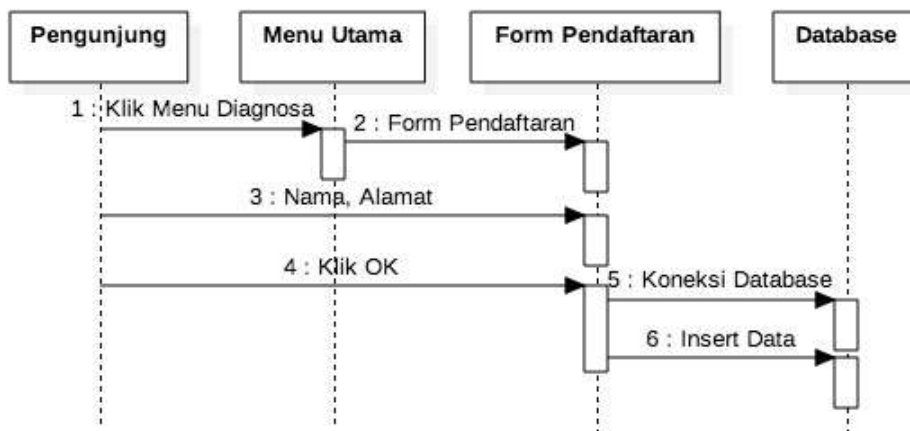 Pengunjung
Menu Utama
Form Pendaftaran
Database
1 : Klik Menu Diagnosa
2 : Form Pendaftaran
3 : Nama, Alamat
4 : Klik OK
5 : Koneksi Database
6 : Insert Data